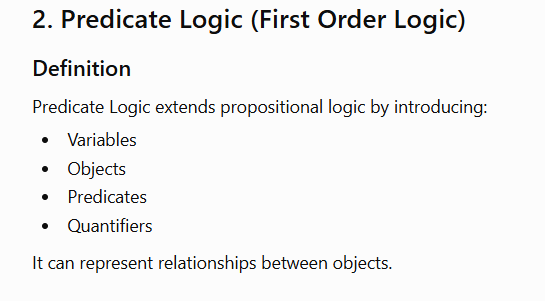 2. Predicate Logic (First Order Logic)
Definition
Predicate Logic extends propositional logic by introducing:
• Variables
• Objects
• Predicates
• Quantifiers
It can represent relationships between objects.